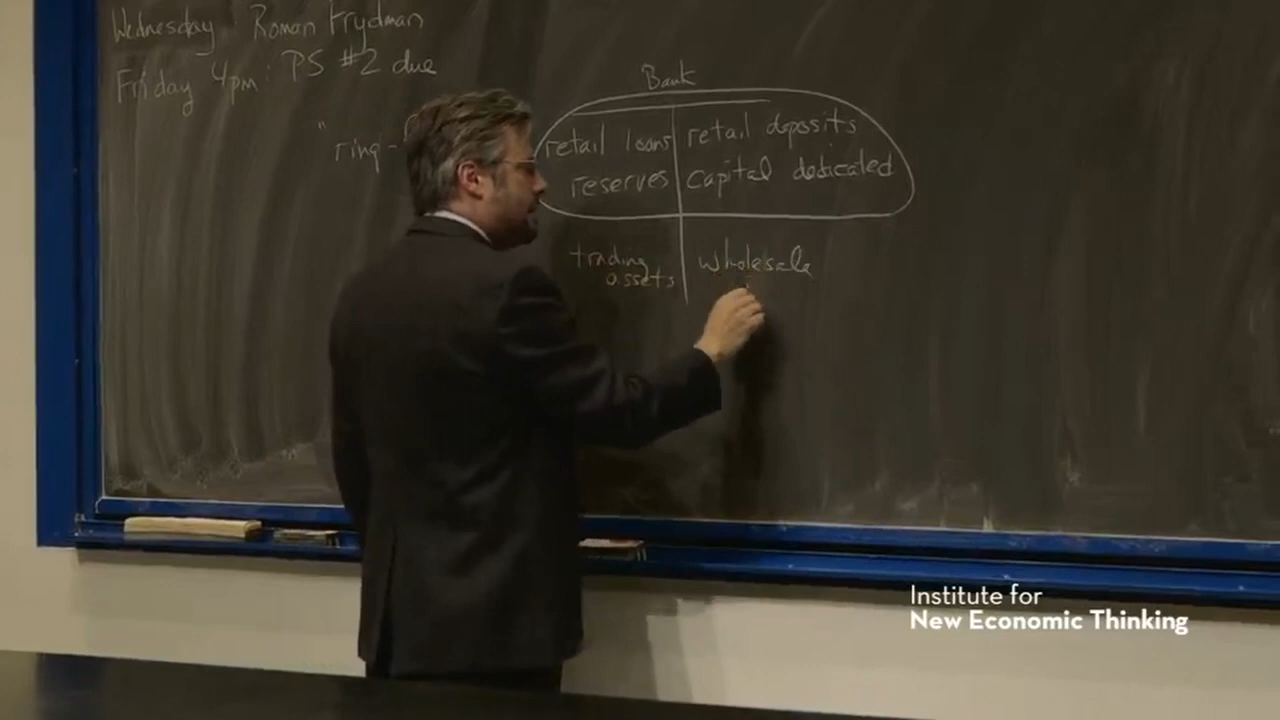 Wednesday: Roman Frydman
Friday 4pm: PS #2 due
Bank
"ring-
retail loans retail deposits
reserves capital dedicated
trading wholesale
assets
Institute for
New Economic Thinking